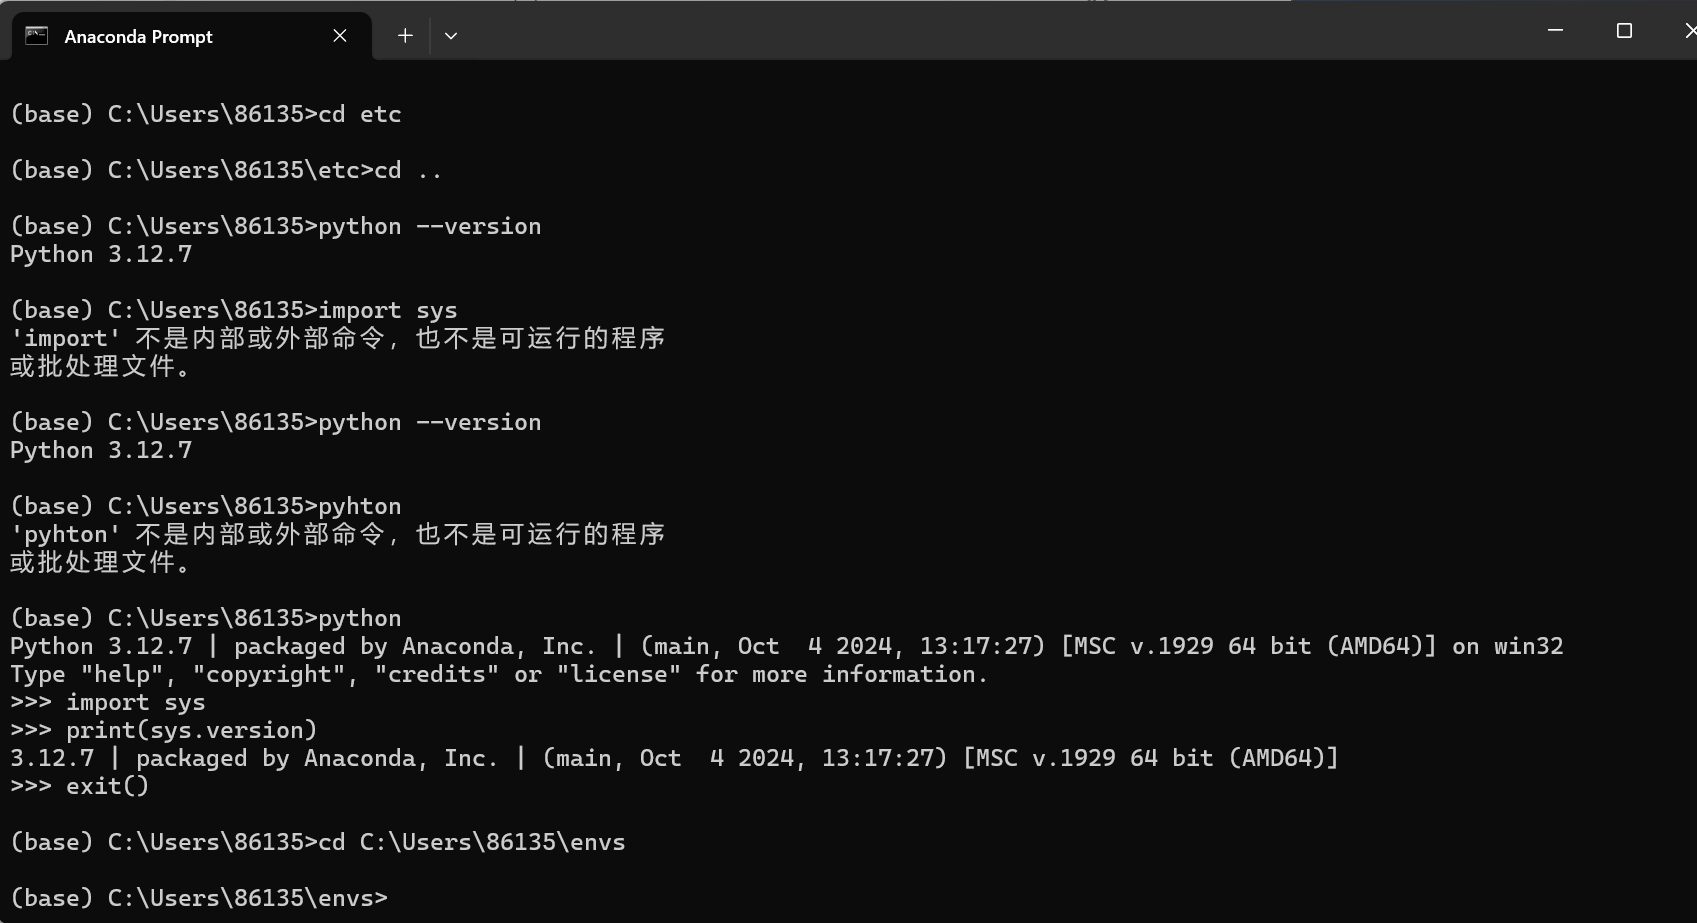 Anaconda Prompt
(base) C:\Users\86135>cd etc
(base) C:\Users\86135\etc>cd ..
(base) C:\Users\86135>python --version
Python 3.12.7
(base) C:\Users\86135>import sys
'import' 不是内部或外部命令，也不是可运行的程序
或批处理文件。
(base) C:\Users\86135>python --version
Python 3.12.7
(base) C:\Users\86135>pyhton
'pyhton' 不是内部或外部命令，也不是可运行的程序
或批处理文件。
(base) C:\Users\86135>python
Python 3.12.7 | packaged by Anaconda, Inc. | (main, Oct  4 2024, 13:17:27) [MSC v.1929 64 bit (AMD64)] on win32
Type "help", "copyright", "credits" or "license" for more information.
>>> import sys
>>> print(sys.version)
3.12.7 | packaged by Anaconda, Inc. | (main, Oct  4 2024, 13:17:27) [MSC v.1929 64 bit (AMD64)]
>>> exit()
(base) C:\Users\86135>cd C:\Users\86135\envs
(base) C:\Users\86135\envs>